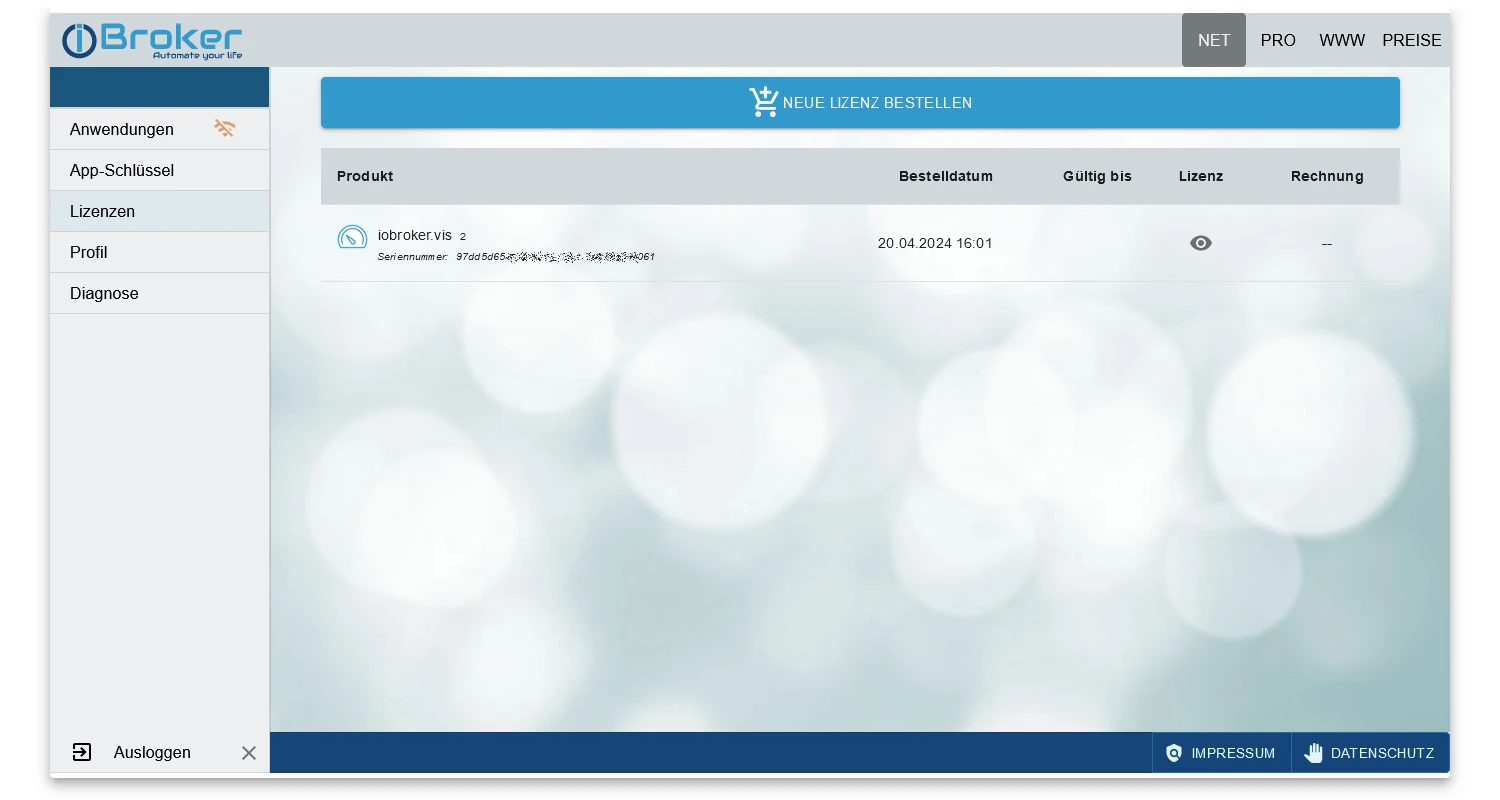 iBroker
Automate your life
NET PRO WWW PREISE
NEUE LIZENZ BESTELLEN
Anwendungen
App-Schlüssel
Lizenzen
Profil
Diagnose
Produkt Bestelldatum Gültig bis Lizenz Rechnung
iobroker.vis 2 20.04.2024 16:01 --
Seriennummer: 97dd5d65 061
Ausloggen
IMPRESSUM DATENSCHUTZ